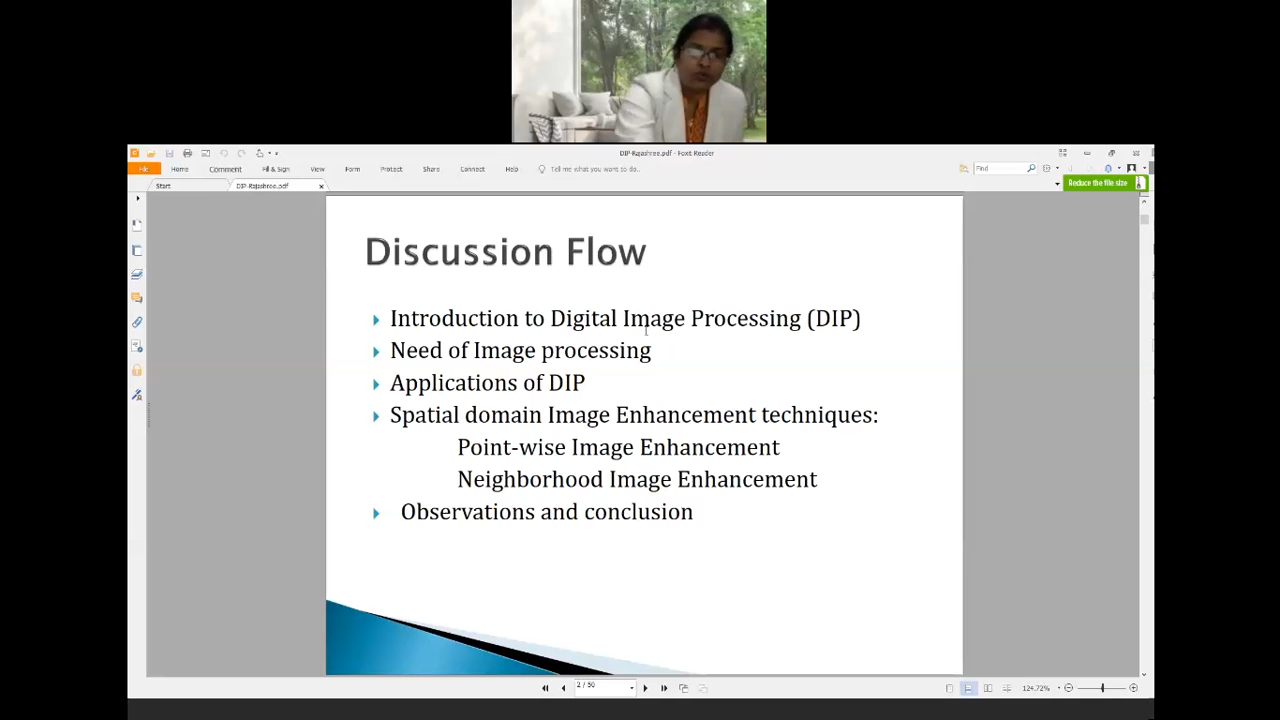 DIP-Rajashree.pdf - Foxit Reader
File Home Comment Fill & Sign View Form Protect Share Connect Help Tell me what you want to do.. Find
Start DIP-Rajashree.pdf Reduce the file size
Discussion Flow
Introduction to Digital Image Processing (DIP)
Need of Image processing
Applications of DIP
Spatial domain Image Enhancement techniques:
Point-wise Image Enhancement
Neighborhood Image Enhancement
Observations and conclusion
2 / 50 124.72%